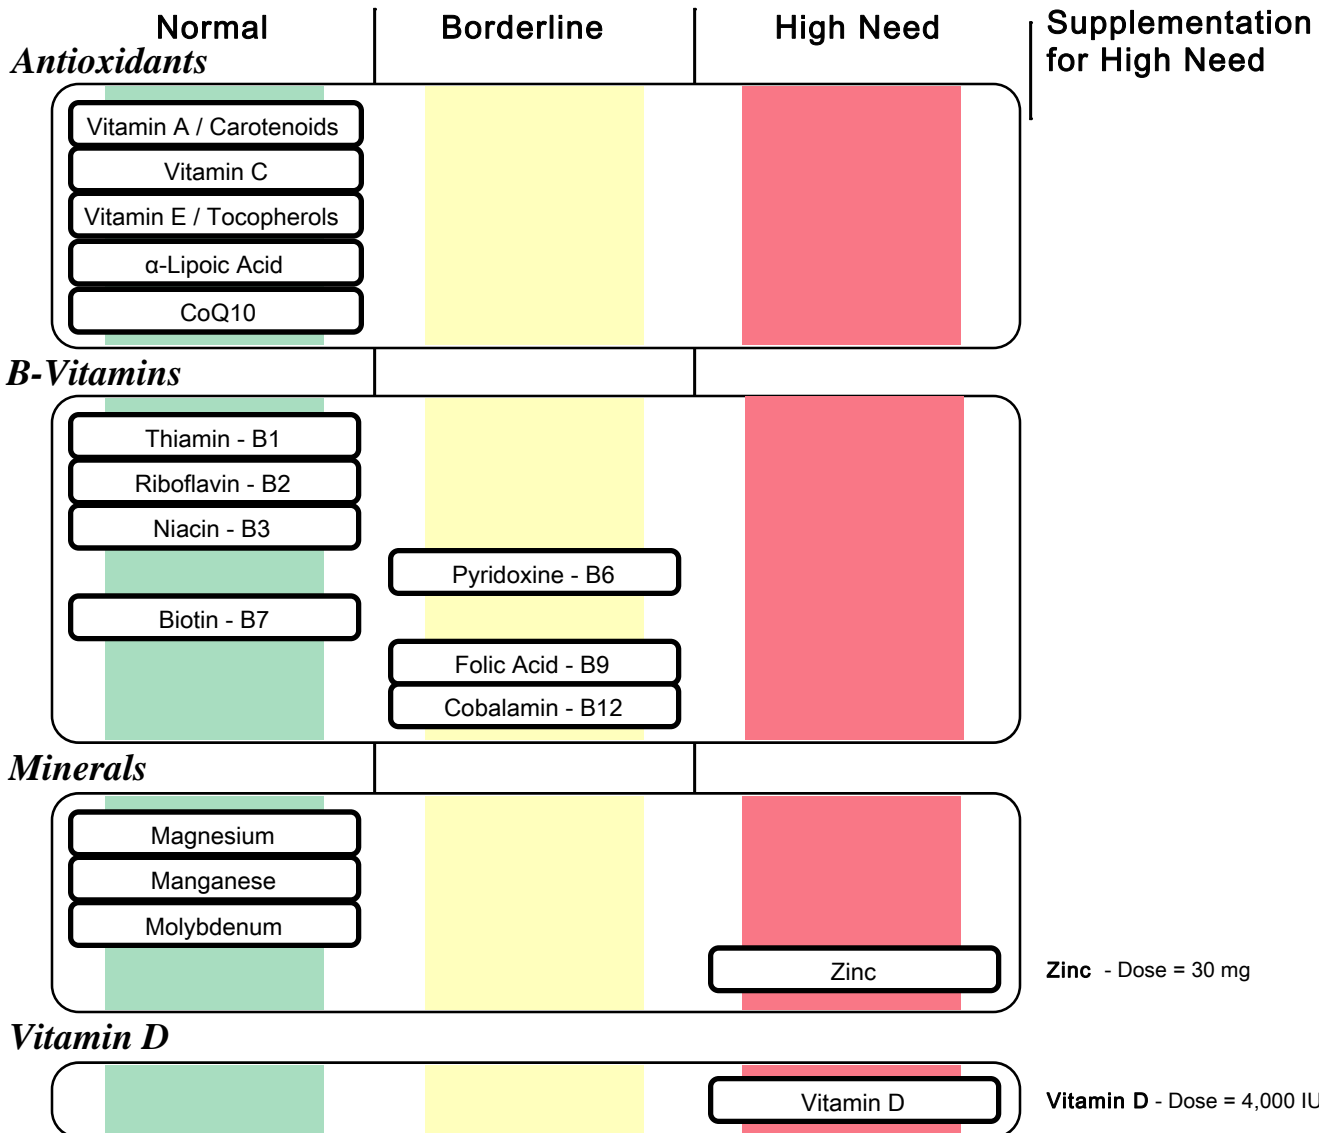 Normal
Borderline
High Need
Supplementation
for High Need
Antioxidants
Vitamin A / Carotenoids
Vitamin C
Vitamin E / Tocopherols
α-Lipoic Acid
CoQ10
B-Vitamins
Thiamin - B1
Riboflavin - B2
Niacin - B3
Pyridoxine - B6
Biotin - B7
Folic Acid - B9
Cobalamin - B12
Minerals
Magnesium
Manganese
Molybdenum
Zinc
Zinc - Dose = 30 mg
Vitamin D
Vitamin D
Vitamin D - Dose = 4,000 IU